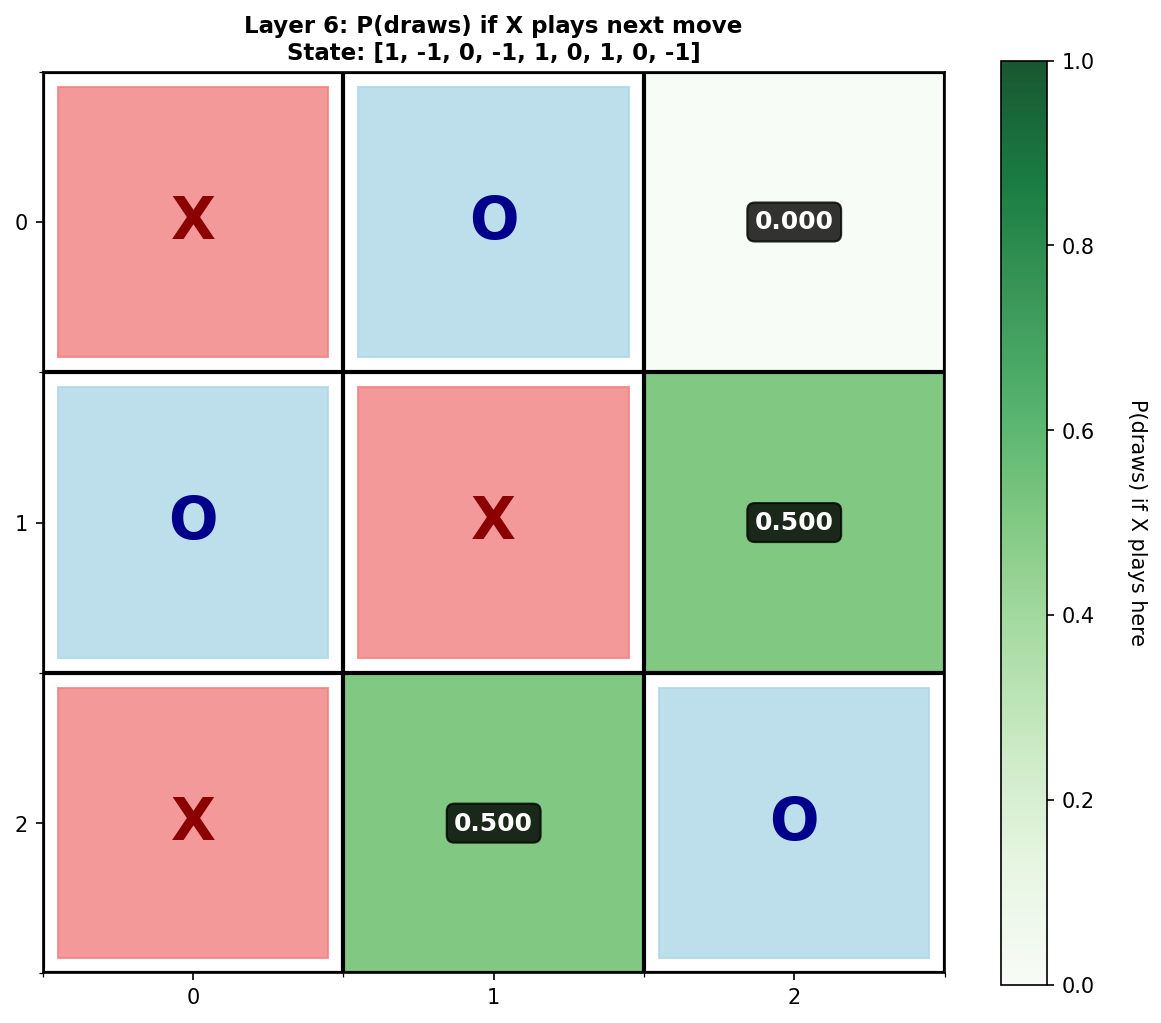 Layer 6: P(draws) if X plays next move
State: [1, -1, 0, -1, 1, 0, 1, 0, -1]
X
O
0.000
O
X
0.500
X
0.500
O
0
1
2
0
1
2
1.0
0.8
0.6
0.4
0.2
0.0
P(draws) if X plays here